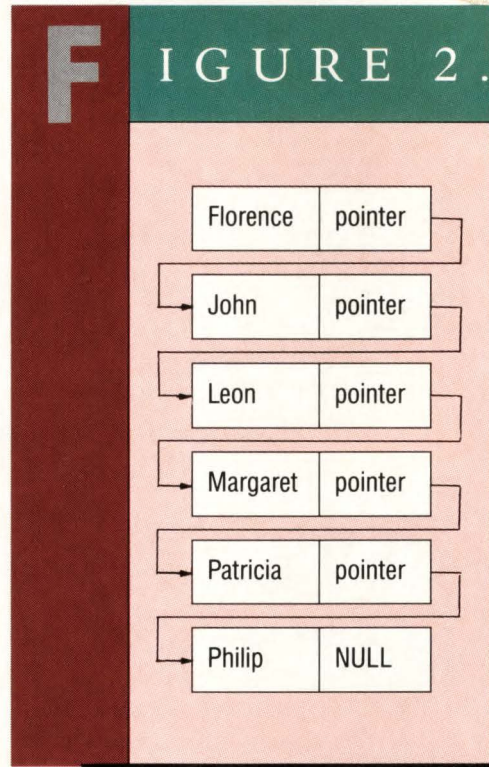 FIGURE 2.
Florence pointer
John pointer
Leon pointer
Margaret pointer
Patricia pointer
Philip NULL